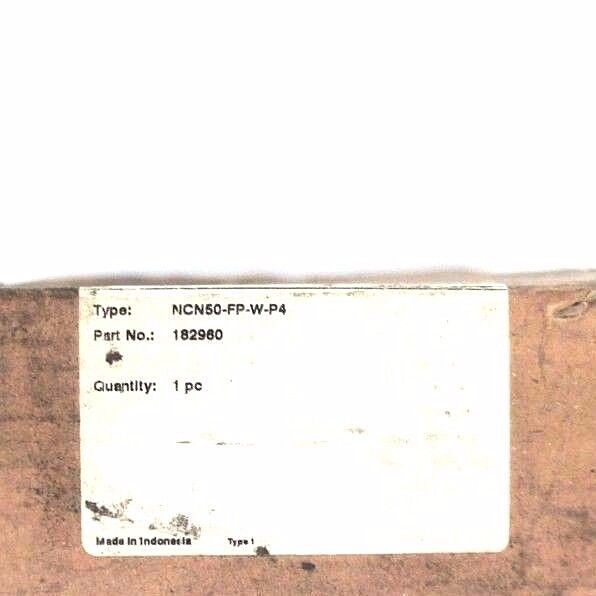 Type: NCN50-FP-W-P4
Part No.: 182960
Quantity: 1 pc
Made in Indonesia Type 1